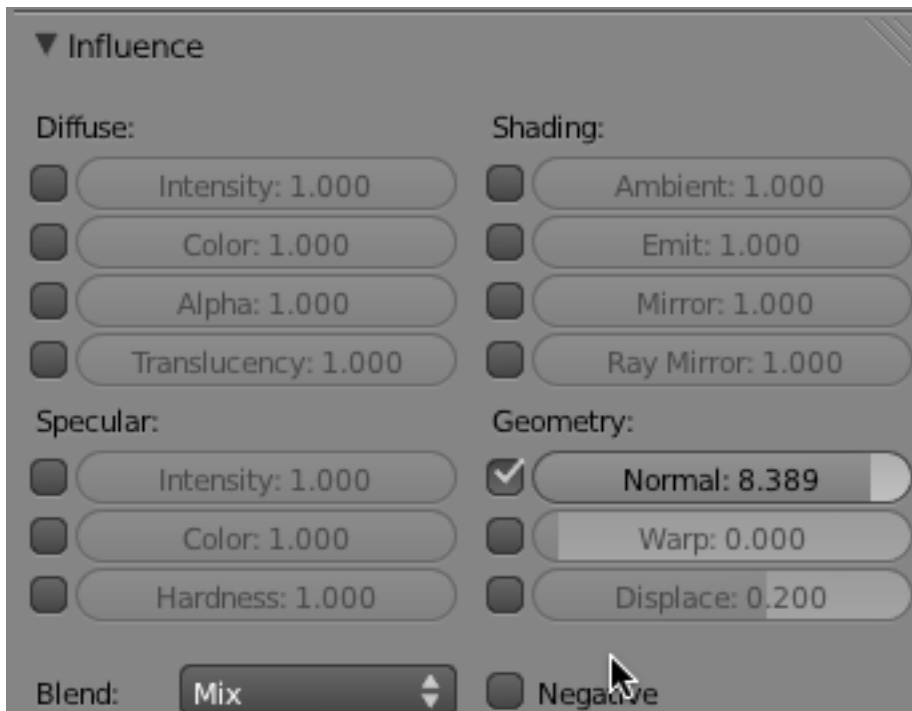 Influence
Diffuse: Shading:
Intensity: 1.000 Ambient: 1.000
Color: 1.000 Emit: 1.000
Alpha: 1.000 Mirror: 1.000
Translucency: 1.000 Ray Mirror: 1.000
Specular: Geometry:
Intensity: 1.000 Normal: 8.389
Color: 1.000 Warp: 0.000
Hardness: 1.000 Displace: 0.200
Blend: Mix Negative